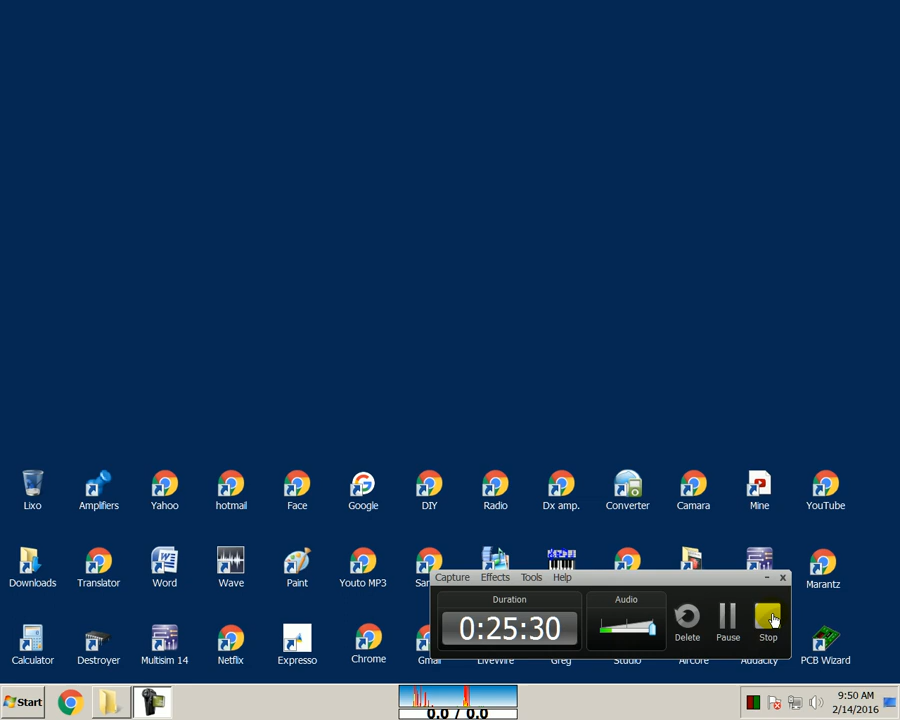 Lixo Amplifiers Yahoo hotmail Face Google DIY Radio Dx amp. Converter Camara Mine YouTube
Downloads Translator Word Wave Paint Youto MP3 Marantz
Capture Effects Tools Help
Duration Audio
0:25:30
Delete Pause Stop
Calculator Destroyer Multisim 14 Netflix Expresso Chrome LiveWire Greg Studio Aircore Audacity PCB Wizard
Start
0.0 / 0.0
9:50 AM
2/14/2016